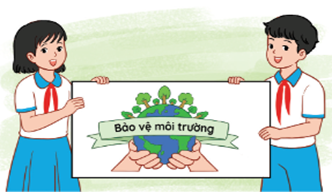 Bảo vệ môi trường